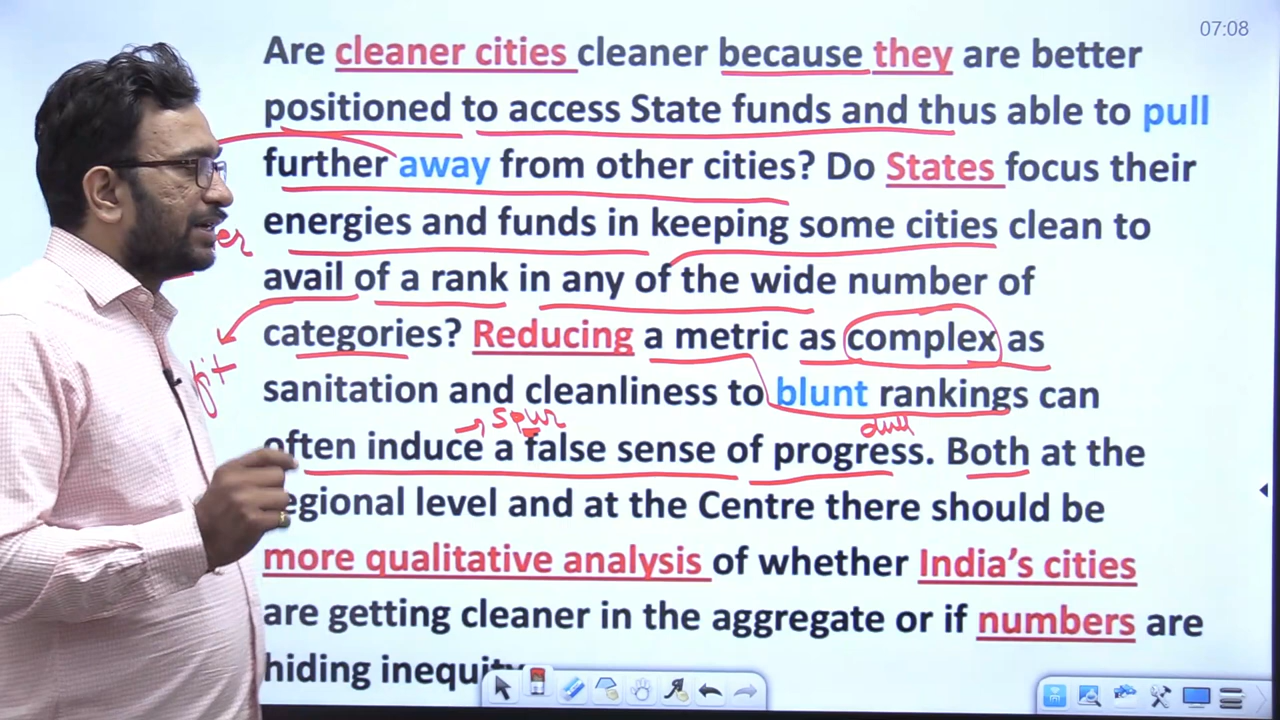 07:08
Are cleaner cities cleaner because they are better
positioned to access State funds and thus able to pull
further away from other cities? Do States focus their
energies and funds in keeping some cities clean to
avail of a rank in any of the wide number of
categories? Reducing a metric as complex as
sanitation and cleanliness to blunt rankings can
spur
dull
often induce a false sense of progress. Both at the
regional level and at the Centre there should be
more qualitative analysis of whether India's cities
are getting cleaner in the aggregate or if numbers are
hiding inequity